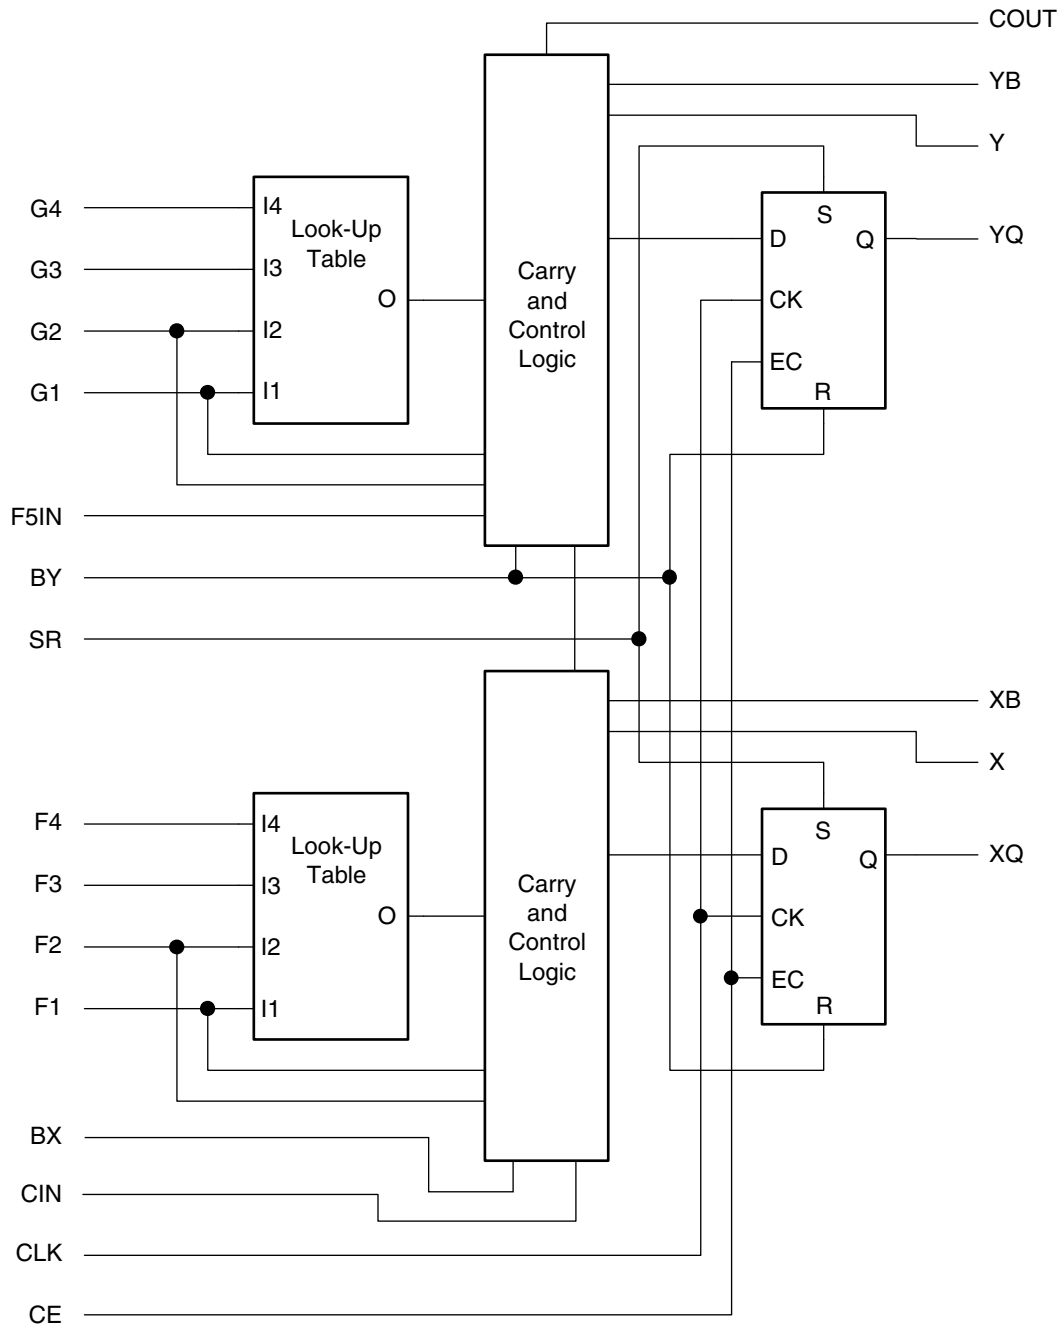 COUT
YB
Y
G4
I4
Look-Up
Table
S
D
Q
YQ
G3
I3
O
Carry
and
Control
Logic
CK
G2
I2
EC
G1
I1
R
F5IN
BY
SR
XB
X
F4
I4
Look-Up
Table
S
D
Q
XQ
F3
I3
O
Carry
and
Control
Logic
CK
F2
I2
EC
F1
I1
R
BX
CIN
CLK
CE